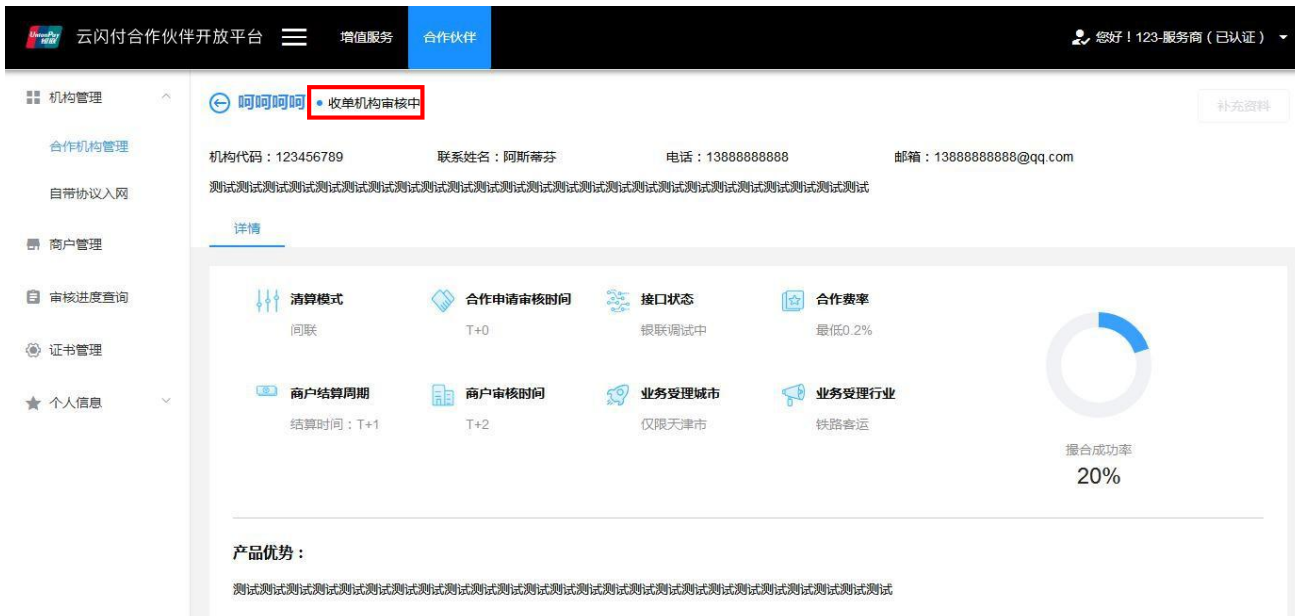 UnionPay 银联 云闪付合作伙伴开放平台 增值服务 合作伙伴 您好！123-服务商（已认证）
机构管理
合作机构管理
自带协议入网
商户管理
审核进度查询
证书管理
个人信息
呵呵呵呵 • 收单机构审核中 补充资料
机构代码：123456789 联系姓名：阿斯蒂芬 电话：13888888888 邮箱：13888888888@qq.com
测试测试测试测试测试测试测试测试测试测试测试测试测试测试测试测试测试测试测试测试测试测试测试测试测试
详情
清算模式 合作申请审核时间 接口状态 合作费率
间联 T+0 银联调试中 最低0.2%
商户结算周期 商户审核时间 业务受理城市 业务受理行业
结算时间：T+1 T+2 仅限天津市 铁路客运
撮合成功率
20%
产品优势：
测试测试测试测试测试测试测试测试测试测试测试测试测试测试测试测试测试测试测试测试测试测试测试测试测试